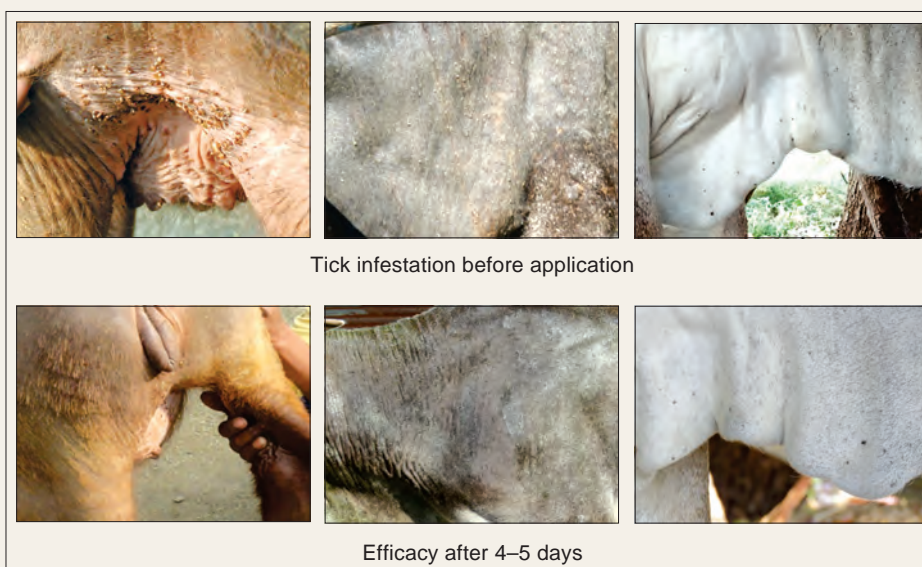 Tick infestation before application
Efficacy after 4–5 days